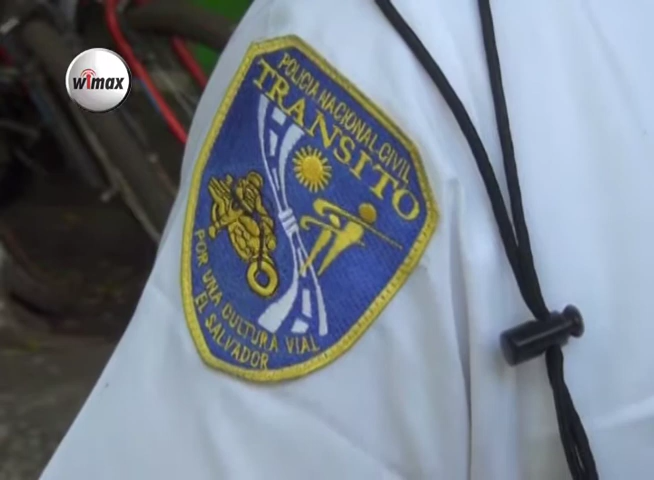 wimax
POLICIA NACIONAL CIVIL
TRANSITO
POR UNA CULTURA VIAL
EL SALVADOR